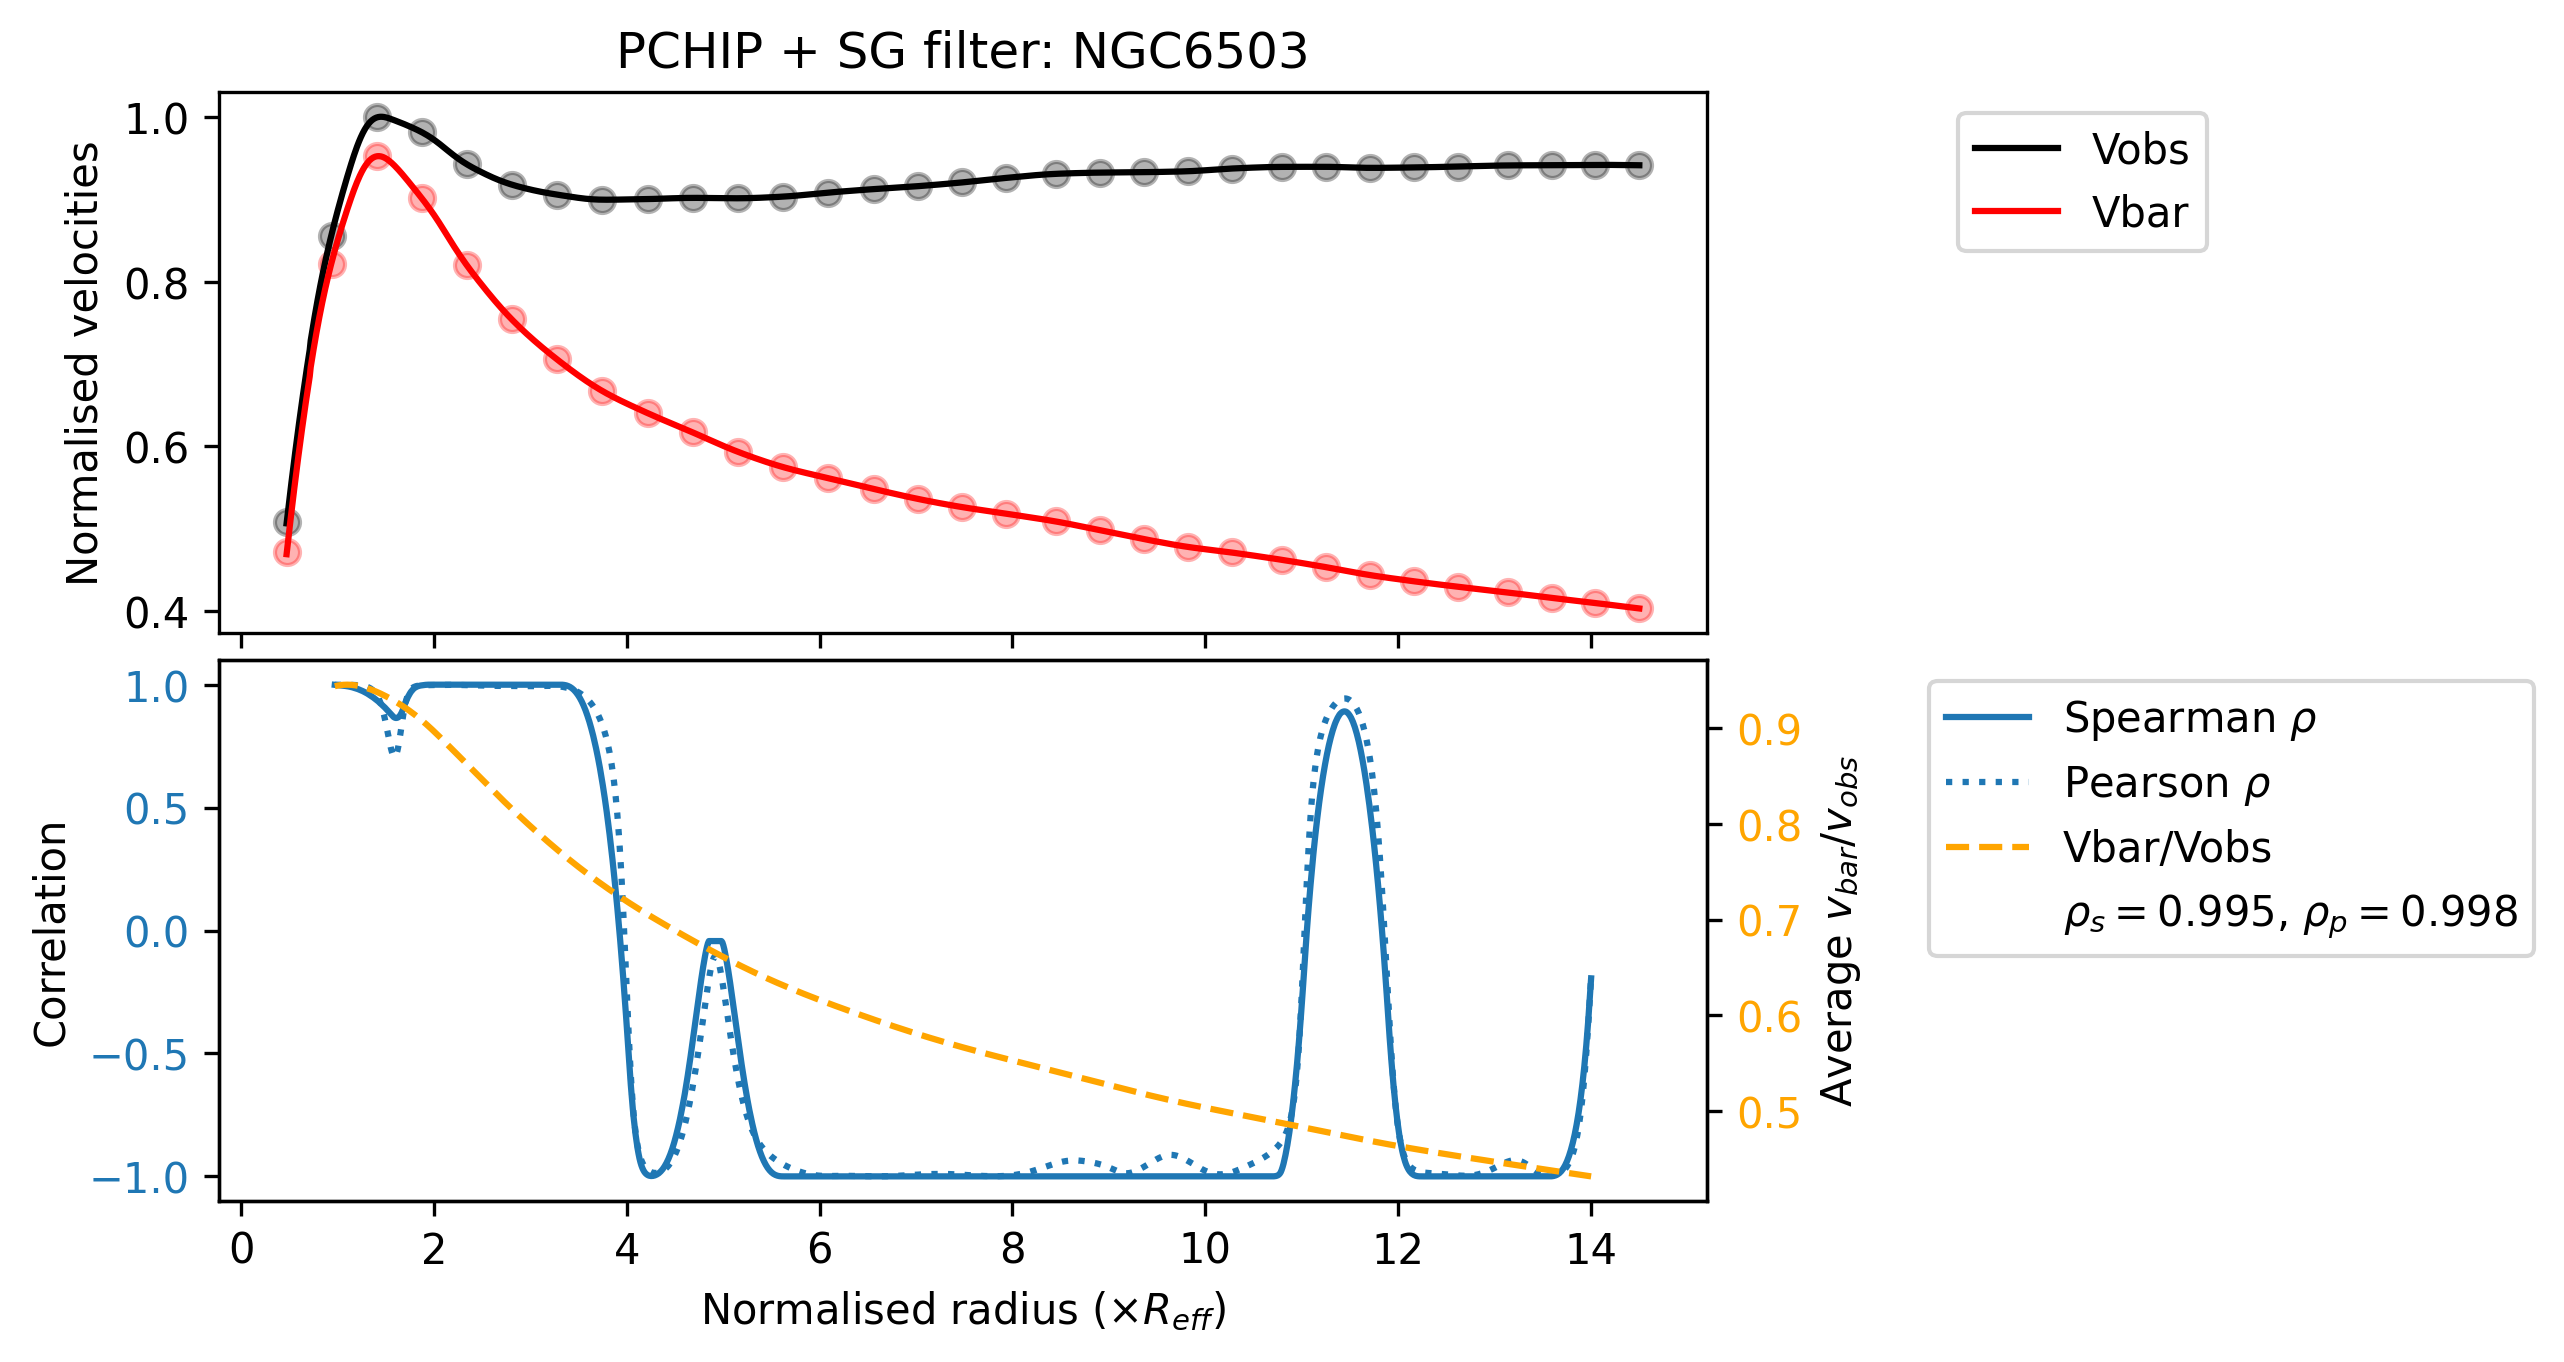 PCHIP + SG filter: NGC6503
Normalised velocities
1.0
0.8
0.6
0.4
Vobs
Vbar
Correlation
1.0
0.5
0.0
−0.5
−1.0
0.9
0.8
0.7
0.6
0.5
Average v_bar/v_obs
Spearman ρ
Pearson ρ
Vbar/Vobs
ρ_s = 0.995, ρ_p = 0.998
0 2 4 6 8 10 12 14
Normalised radius (×R_eff)